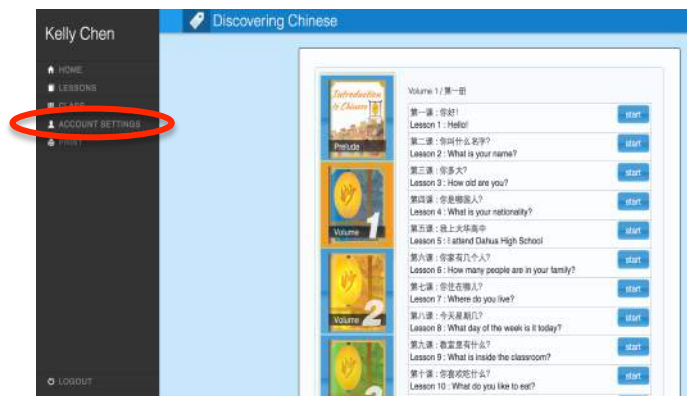 Kelly Chen
HOME
LESSONS
CLASS
ACCOUNT SETTINGS
PRINT
LOGOUT
Discovering Chinese
Introduction
to Chinese
Prelude
Volume 1
Volume 2
3
Volume 1 / 第一册
第一课 : 你好!
Lesson 1 : Hello!
start
第二课 : 你叫什么名字?
Lesson 2 : What is your name?
start
第三课 : 你多大?
Lesson 3 : How old are you?
start
第四课 : 你是哪国人?
Lesson 4 : What is your nationality?
start
第五课 : 我上大华高中
Lesson 5 : I attend Dahua High School
start
第六课 : 你家有几个人?
Lesson 6 : How many people are in your family?
start
第七课 : 你住在哪儿?
Lesson 7 : Where do you live?
start
第八课 : 今天星期几?
Lesson 8 : What day of the week is it today?
start
第九课 : 教室里有什么?
Lesson 9 : What is inside the classroom?
start
第十课 : 你喜欢吃什么?
Lesson 10 : What do you like to eat?
start